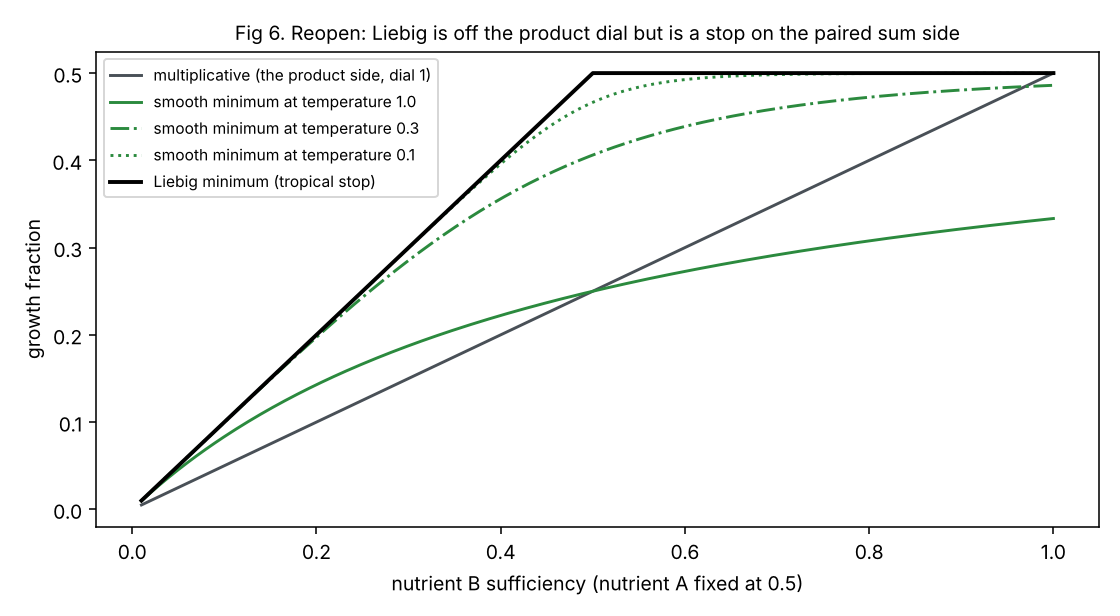 Fig 6. Reopen: Liebig is off the product dial but is a stop on the paired sum side
multiplicative (the product side, dial 1)
smooth minimum at temperature 1.0
smooth minimum at temperature 0.3
smooth minimum at temperature 0.1
Liebig minimum (tropical stop)
growth fraction
0.5
0.4
0.3
0.2
0.1
0.0
0.0 0.2 0.4 0.6 0.8 1.0
nutrient B sufficiency (nutrient A fixed at 0.5)